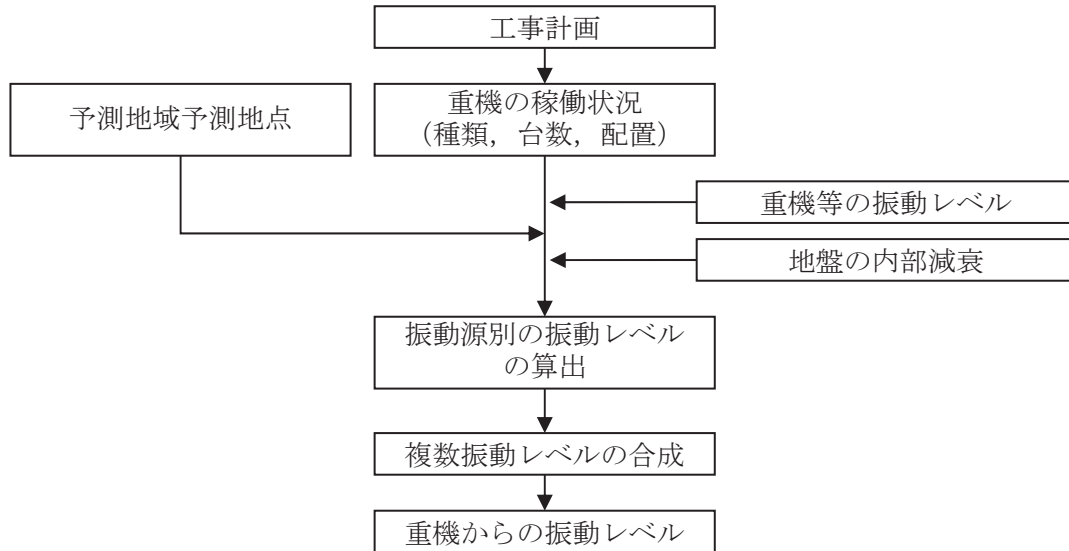 工事計画
予測地域予測地点
重機の稼働状況
（種類，台数，配置）
重機等の振動レベル
地盤の内部減衰
振動源別の振動レベル
の算出
複数振動レベルの合成
重機からの振動レベル